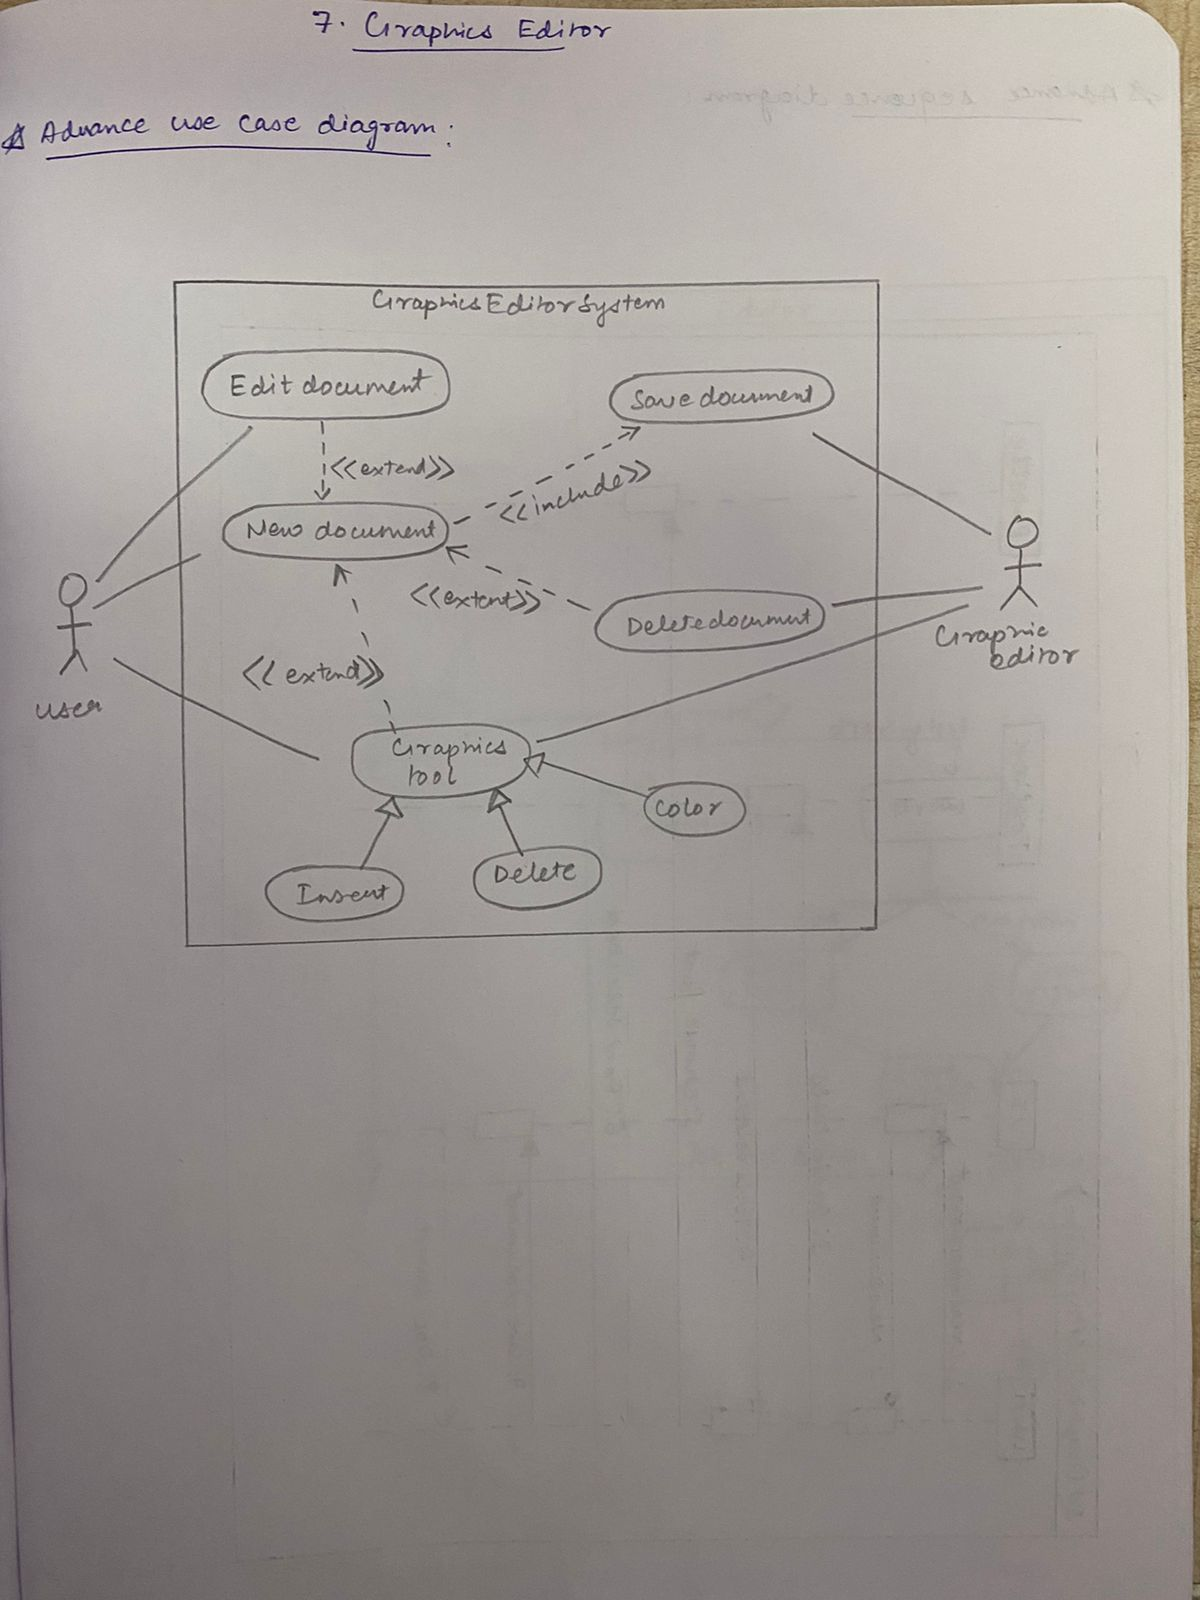 7. Graphics Editor
Advance use case diagram:
Graphics Editor System
Edit document
Save document
<<extend>>
<<include>>
New document
<<extent>>
Delete document
Graphic
editor
<<extend>>
user
Graphics
tool
Color
Delete
Insert